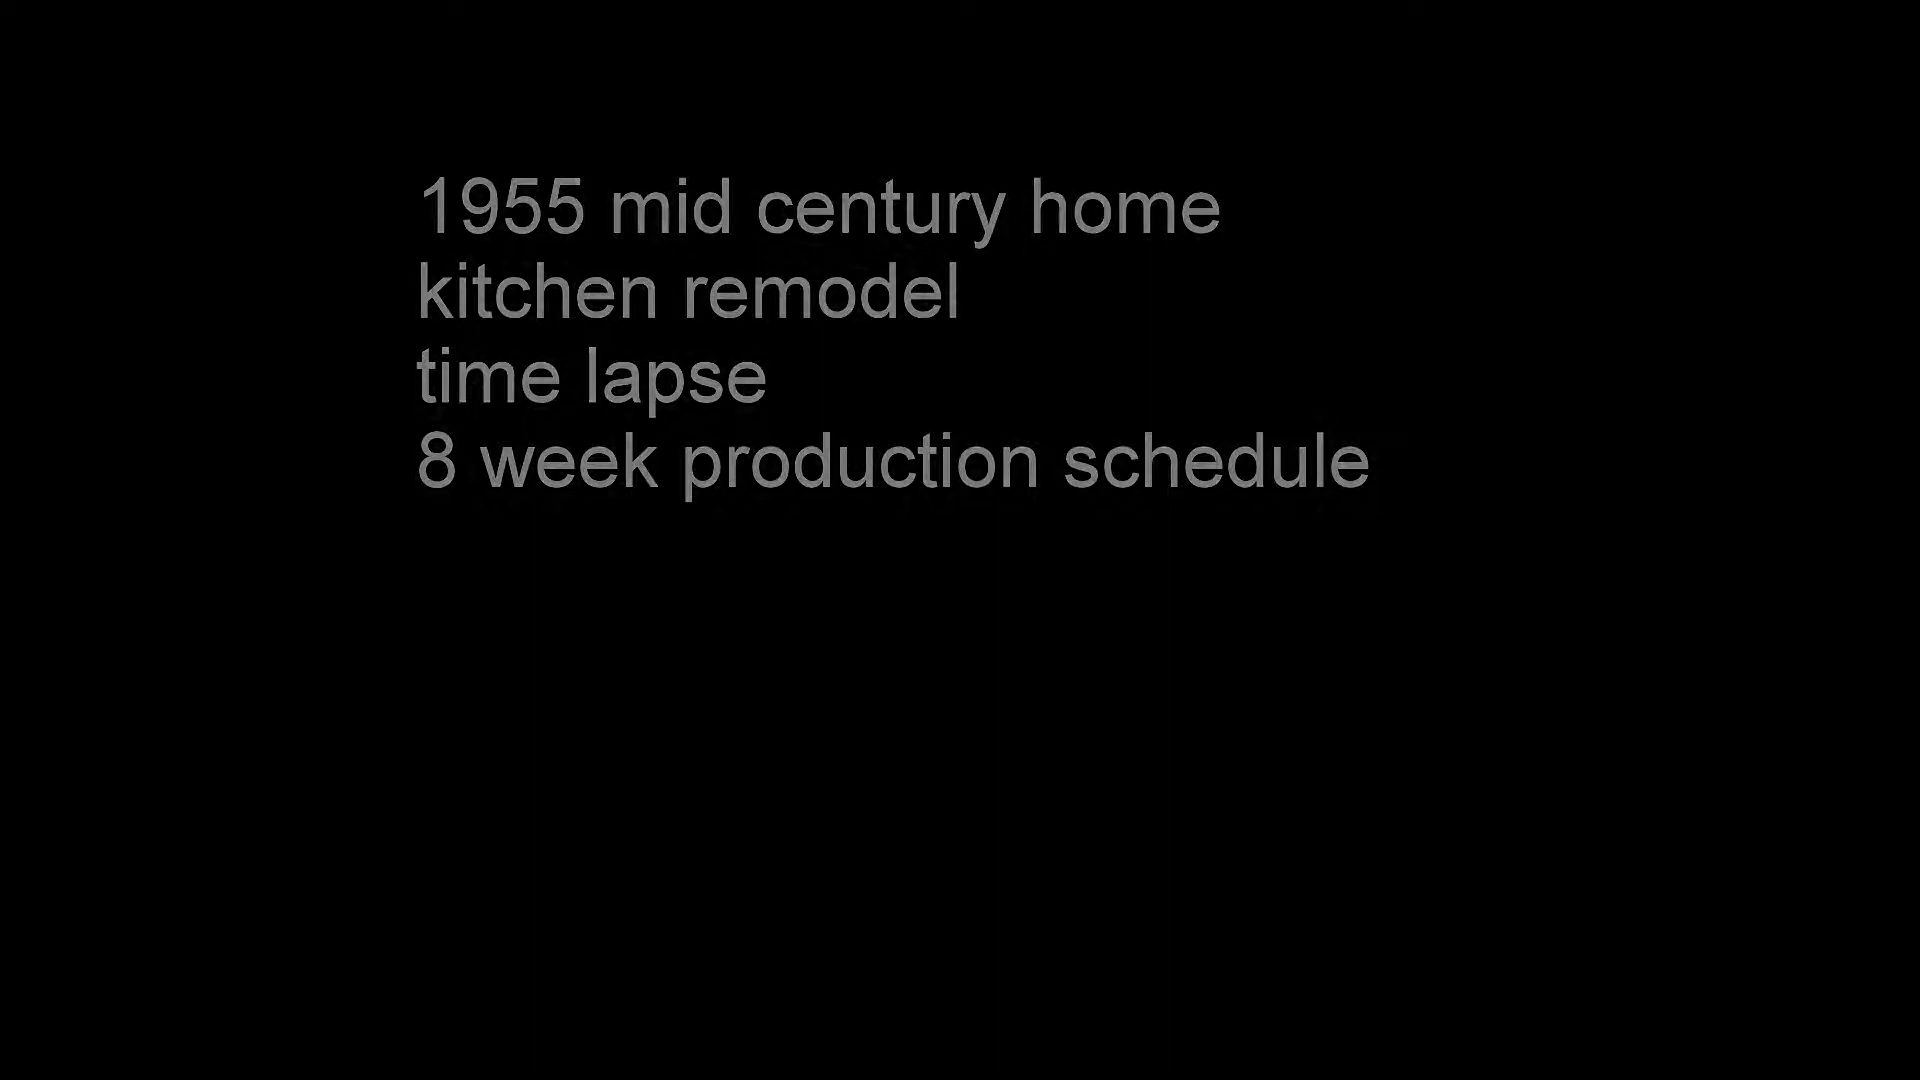 1955 mid century home
kitchen remodel
time lapse
8 week production schedule